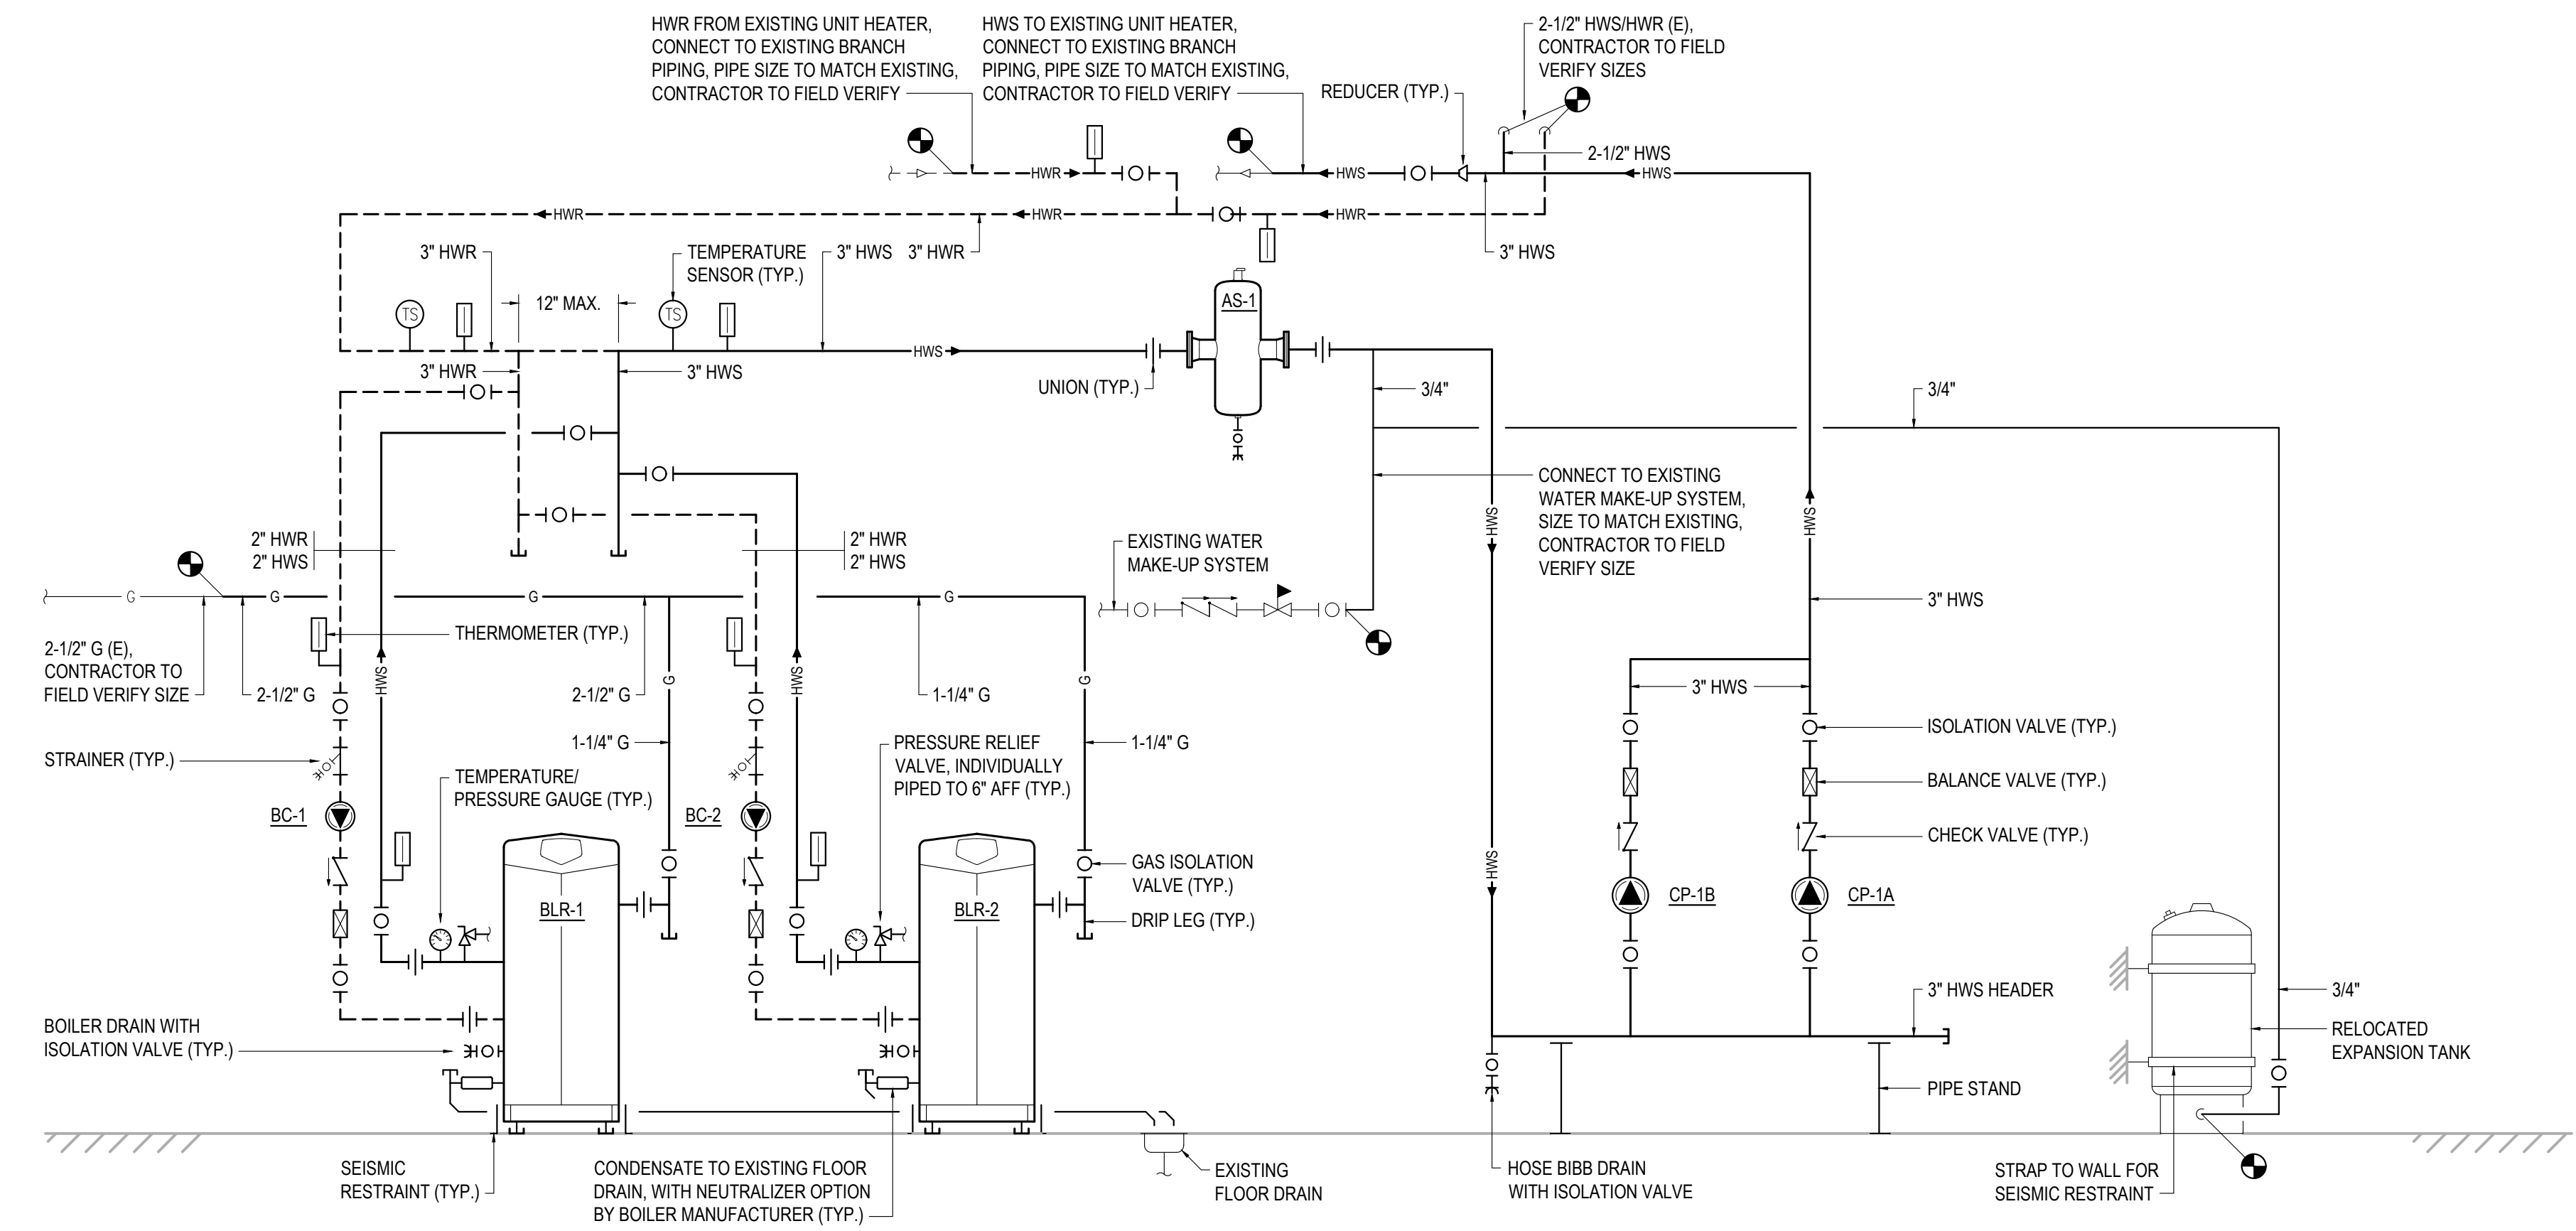 HWR FROM EXISTING UNIT HEATER,
CONNECT TO EXISTING BRANCH
PIPING, PIPE SIZE TO MATCH EXISTING,
CONTRACTOR TO FIELD VERIFY
HWS TO EXISTING UNIT HEATER,
CONNECT TO EXISTING BRANCH
PIPING, PIPE SIZE TO MATCH EXISTING,
CONTRACTOR TO FIELD VERIFY
REDUCER (TYP.)
2-1/2" HWS/HWR (E),
CONTRACTOR TO FIELD
VERIFY SIZES
2-1/2" HWS
HWR
HWS
HWS
HWR
HWR
HWR
3" HWR
TEMPERATURE
SENSOR (TYP.)
3" HWS
3" HWR
3" HWS
12" MAX.
TS
TS
AS-1
HWS
3" HWR
3" HWS
UNION (TYP.)
3/4"
3/4"
CONNECT TO EXISTING
WATER MAKE-UP SYSTEM,
SIZE TO MATCH EXISTING,
CONTRACTOR TO FIELD
VERIFY SIZE
HWS
HWS
2" HWR
2" HWS
2" HWR
2" HWS
EXISTING WATER
MAKE-UP SYSTEM
G
G
G
G
3" HWS
THERMOMETER (TYP.)
2-1/2" G (E),
CONTRACTOR TO
FIELD VERIFY SIZE
2-1/2" G
HWS
2-1/2" G
G
HWS
1-1/4" G
G
3" HWS
ISOLATION VALVE (TYP.)
1-1/4" G
PRESSURE RELIEF
VALVE, INDIVIDUALLY
PIPED TO 6" AFF (TYP.)
1-1/4" G
STRAINER (TYP.)
TEMPERATURE/
PRESSURE GAUGE (TYP.)
BALANCE VALVE (TYP.)
BC-1
BC-2
CHECK VALVE (TYP.)
GAS ISOLATION
VALVE (TYP.)
HWS
BLR-1
BLR-2
DRIP LEG (TYP.)
CP-1B
CP-1A
3" HWS HEADER
3/4"
BOILER DRAIN WITH
ISOLATION VALVE (TYP.)
RELOCATED
EXPANSION TANK
PIPE STAND
SEISMIC
RESTRAINT (TYP.)
CONDENSATE TO EXISTING FLOOR
DRAIN, WITH NEUTRALIZER OPTION
BY BOILER MANUFACTURER (TYP.)
EXISTING
FLOOR DRAIN
HOSE BIBB DRAIN
WITH ISOLATION VALVE
STRAP TO WALL FOR
SEISMIC RESTRAINT